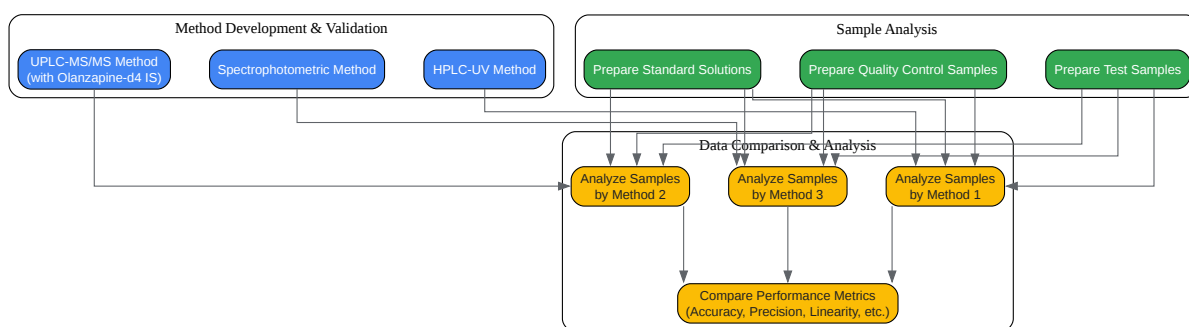 Method Development & Validation
UPLC-MS/MS Method
(with Olanzapine-d4 IS)
Spectrophotometric Method
HPLC-UV Method
Sample Analysis
Prepare Standard Solutions
Prepare Quality Control Samples
Prepare Test Samples
Data Comparison & Analysis
Analyze Samples
by Method 2
Analyze Samples
by Method 3
Analyze Samples
by Method 1
Compare Performance Metrics
(Accuracy, Precision, Linearity, etc.)